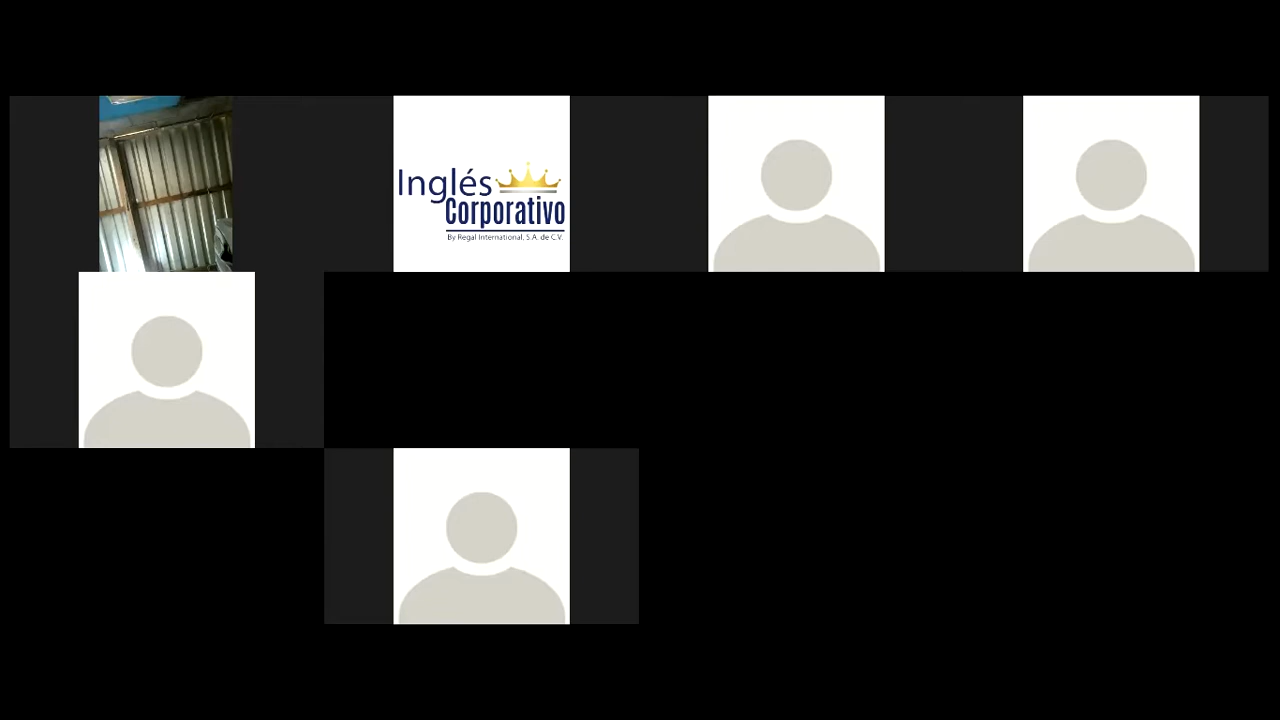 Inglés
Corporativo
By Regal International, S.A. de C.V.